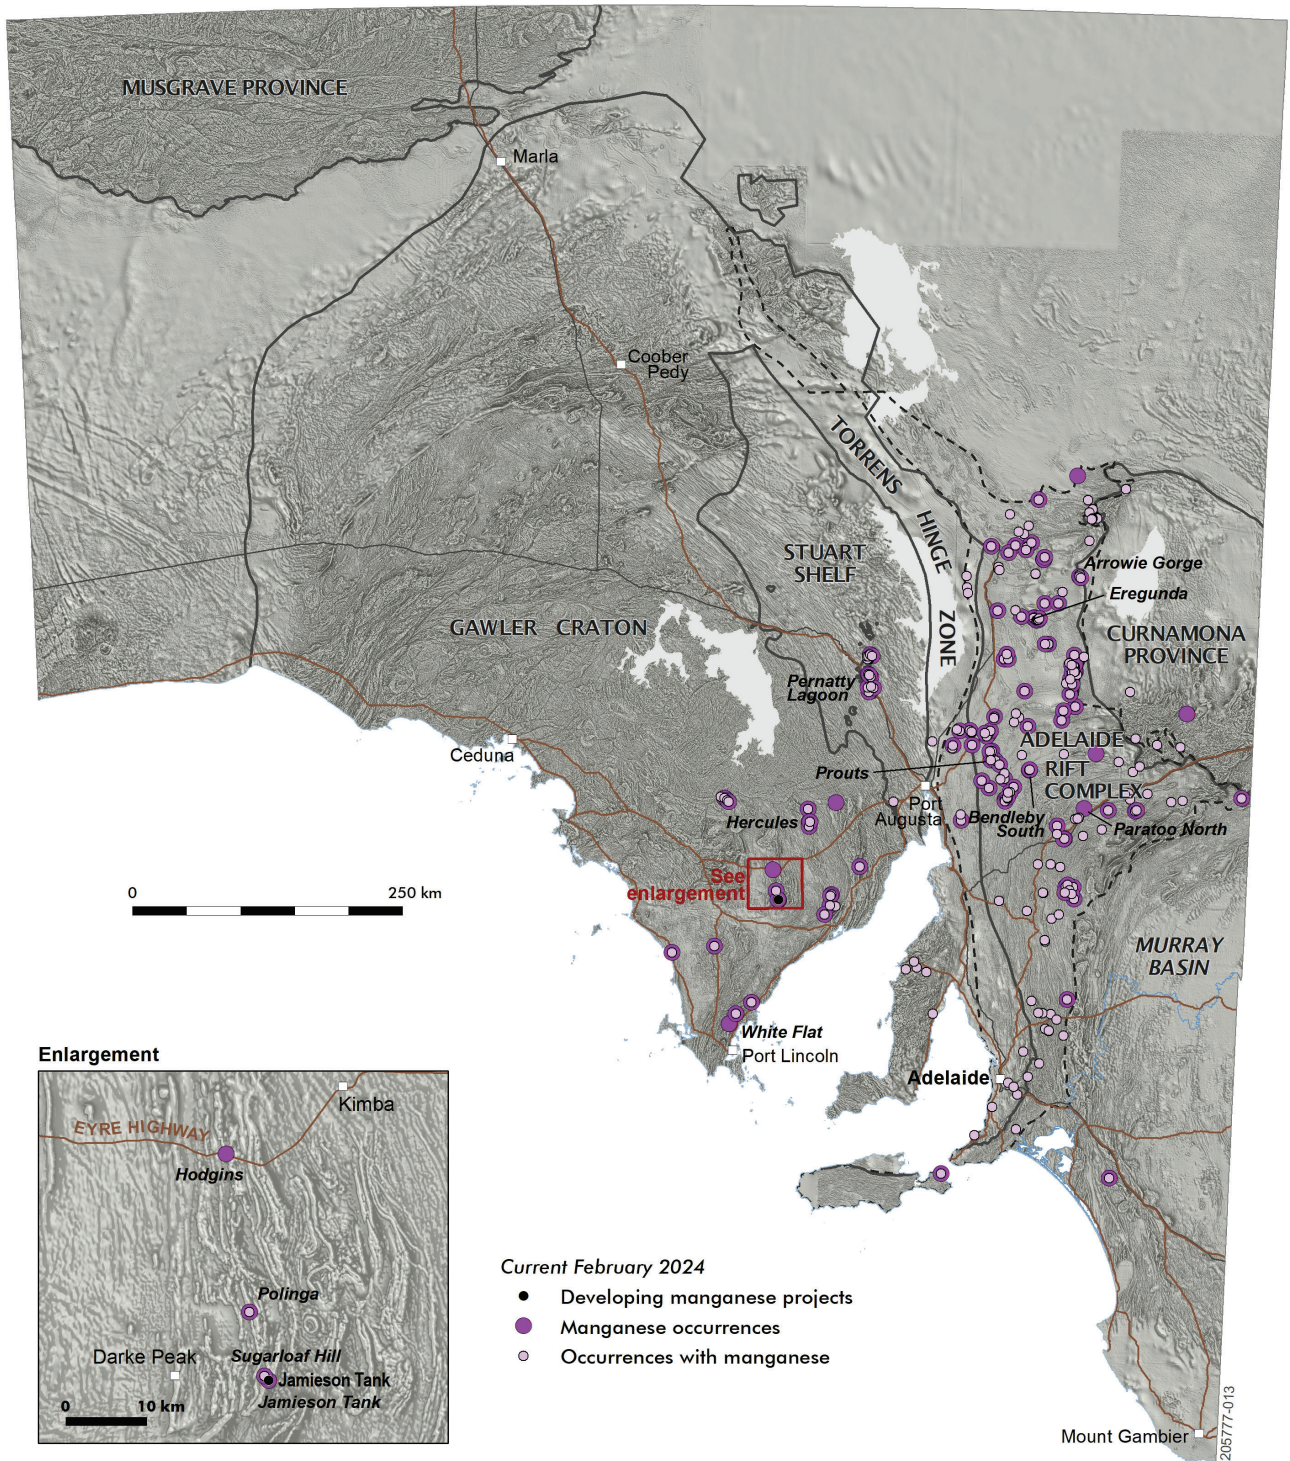 MUSGRAVE PROVINCE
Marla
Coober
Pedy
TORRENS
HINGE
ZONE
STUART
SHELF
Arrowie Gorge
Eregunda
GAWLER CRATON
CURNAMONA
PROVINCE
Pernatty
Lagoon
Ceduna
ADELAIDE
RIFT
COMPLEX
Prouts
Port
Augusta
Hercules
Bendleby
South
Paratoo North
See
enlargement
0 250 km
MURRAY
BASIN
White Flat
Port Lincoln
Adelaide
Enlargement
Kimba
EYRE HIGHWAY
Hodgins
Polinga
Darke Peak
Sugarloaf Hill
Jamieson Tank
Jamieson Tank
0 10 km
Current February 2024
Developing manganese projects
Manganese occurrences
Occurrences with manganese
Mount Gambier
205777-013